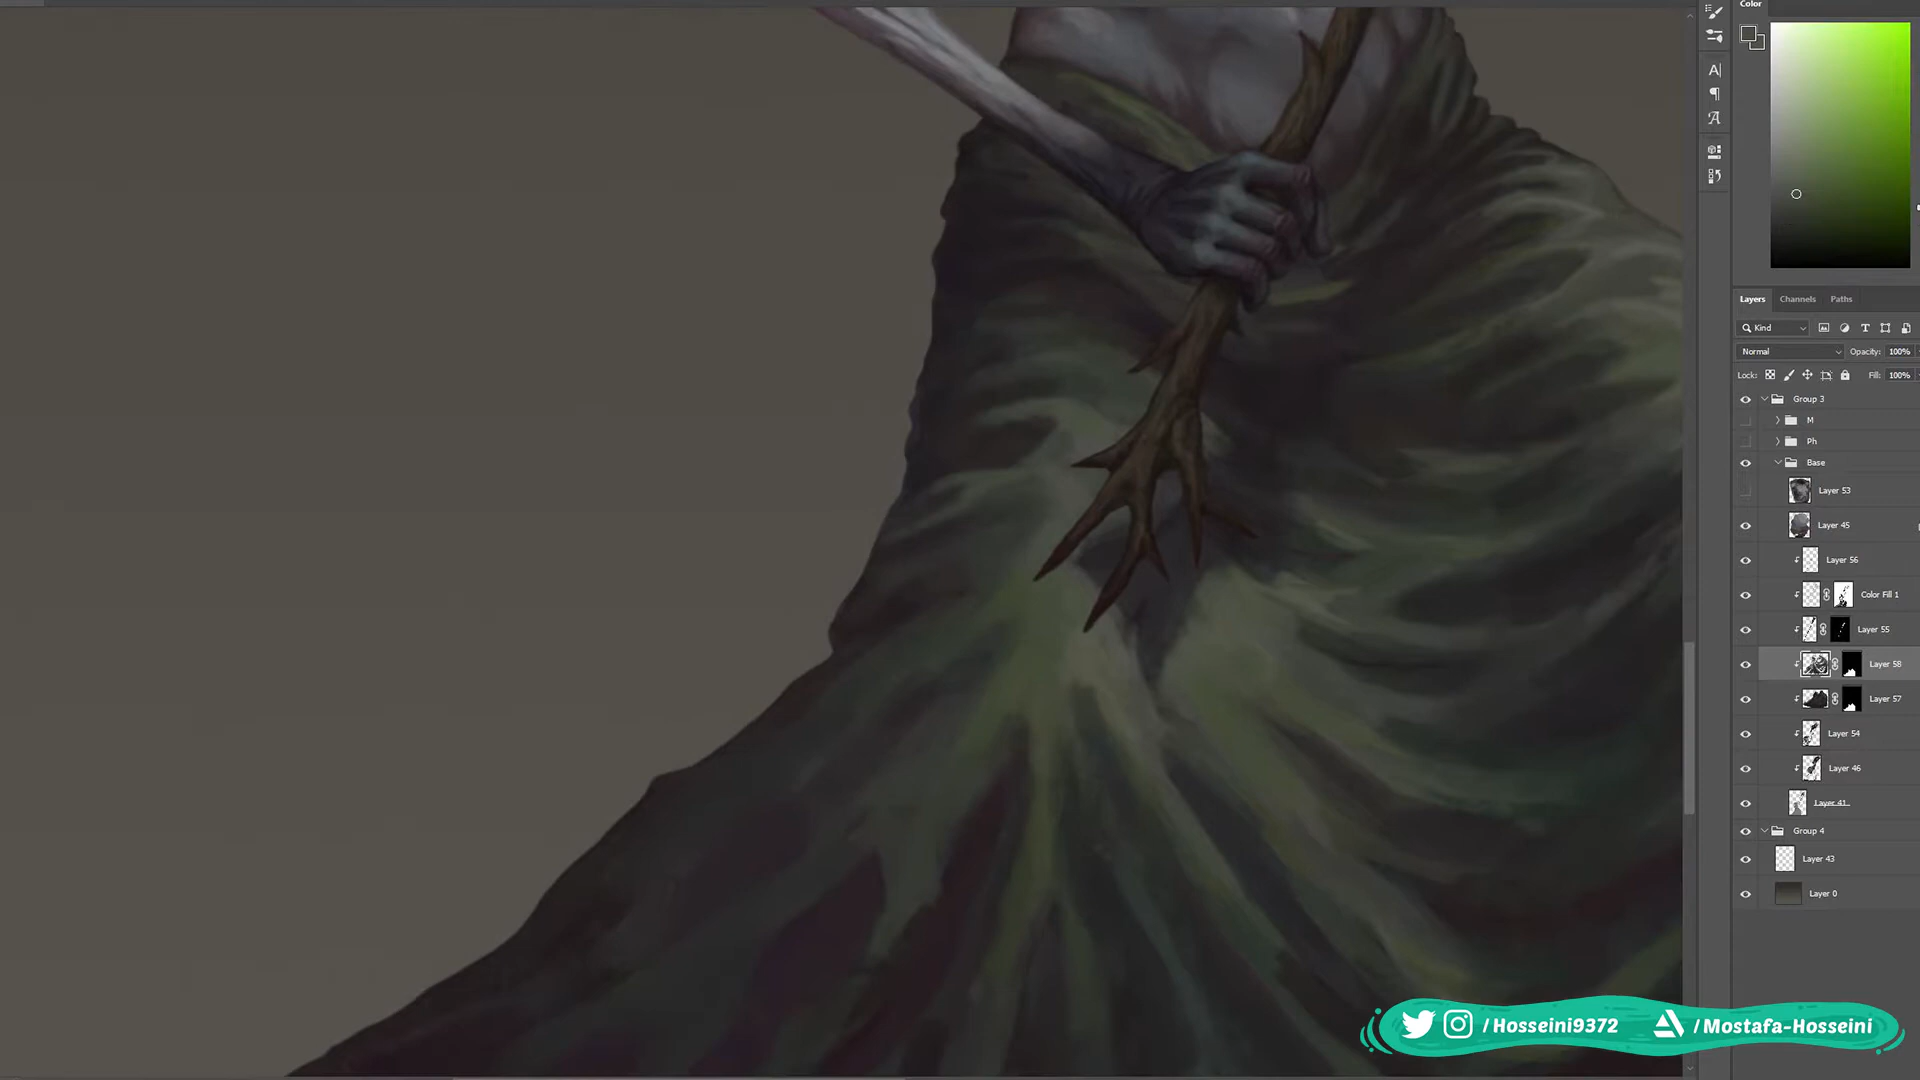 Color
Layers Channels Paths
Kind
Normal Opacity: 100%
Lock: Fill: 100%
Group 3
M
Ph
Base
Layer 53
Layer 45
Layer 56
Color Fill 1
Layer 55
Layer 58
Layer 57
Layer 54
Layer 46
Layer 41
Group 4
Layer 43
Layer 0
/Hosseini9372 /Mostafa-Hosseini